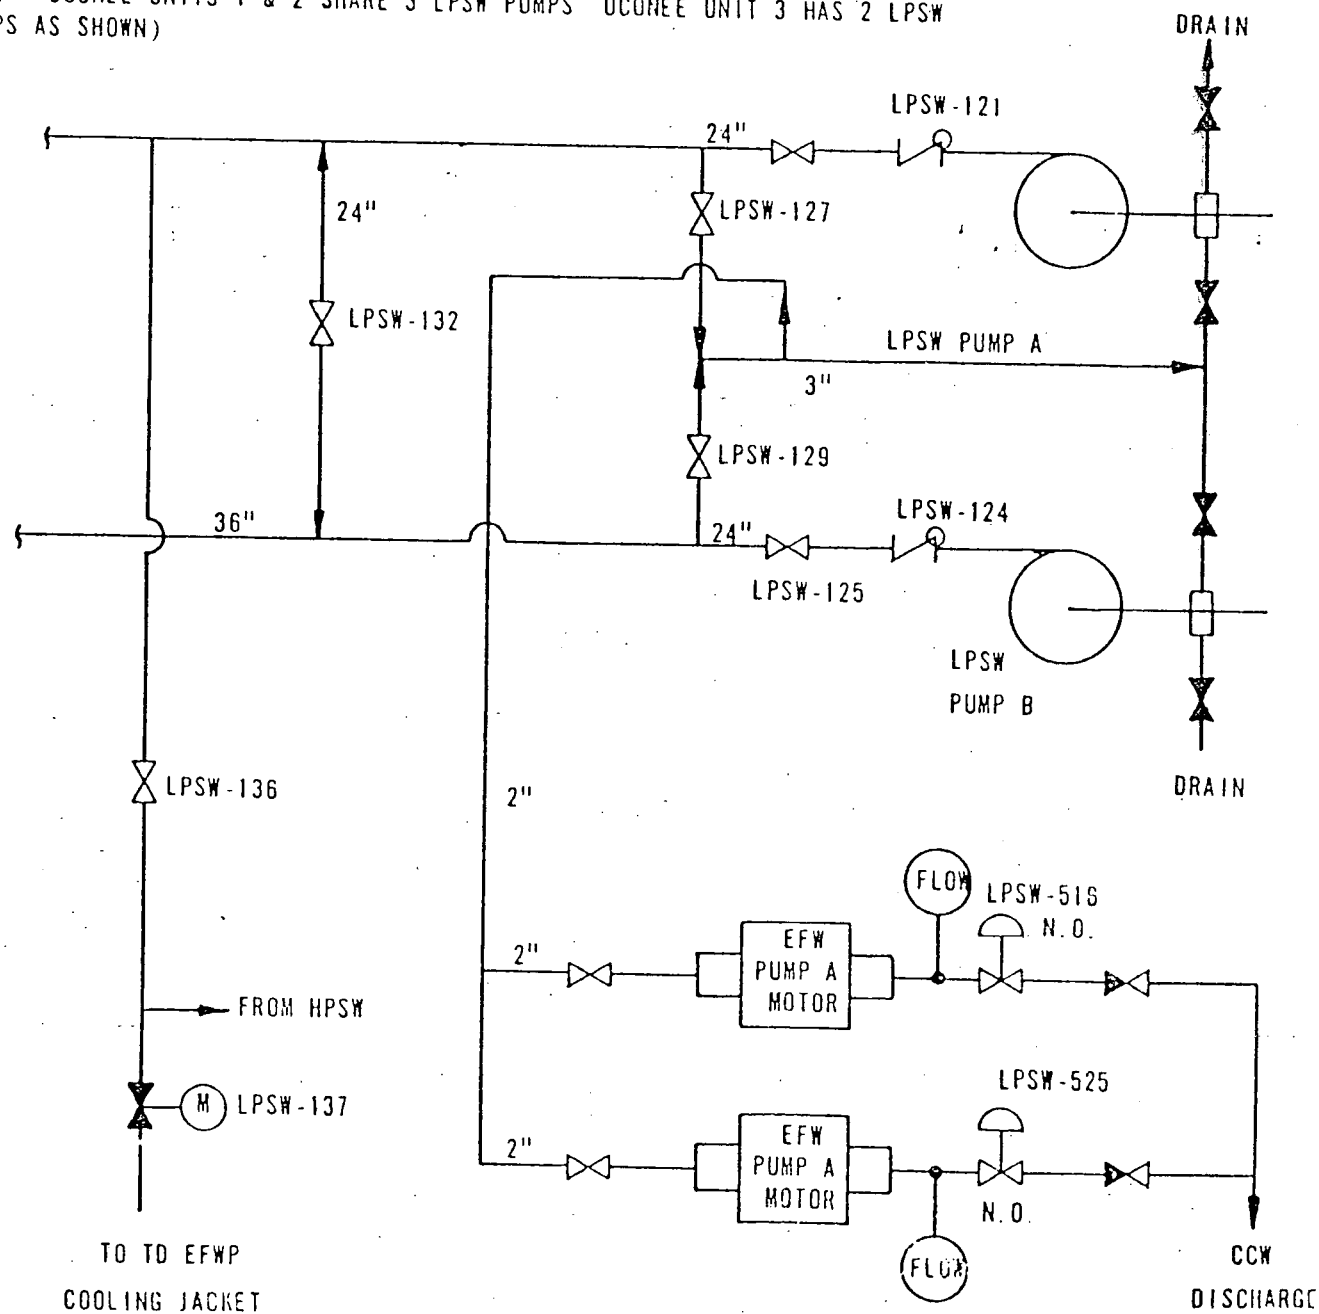 OCONEE UNITS 1 & 2 SHARE 3 LPSW PUMPS OCONEE UNIT 3 HAS 2 LPSW
PS AS SHOWN)
DRAIN
LPSW-121
24"
24"
LPSW-127
LPSW-132
LPSW PUMP A
3"
LPSW-129
36"
LPSW-124
24"
LPSW-125
LPSW
PUMP B
DRAIN
LPSW-136
2"
FLOW
LPSW-516
N.O.
2"
EFW
PUMP A
MOTOR
FROM HPSW
LPSW-525
M
LPSW-137
2"
EFW
PUMP A
MOTOR
N.O.
FLOW
TO TD EFWP
COOLING JACKET
CCW
DISCHARGE